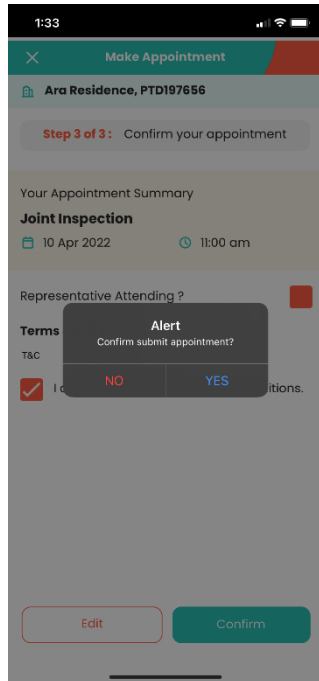 1:33
Make Appointment
Ara Residence, PTD197656
Step 3 of 3 : Confirm your appointment
Your Appointment Summary
Joint Inspection
10 Apr 2022 11:00 am
Representative Attending ?
Alert
Terms
Confirm submit appointment?
T&C
NO YES
I itions.
Edit Confirm